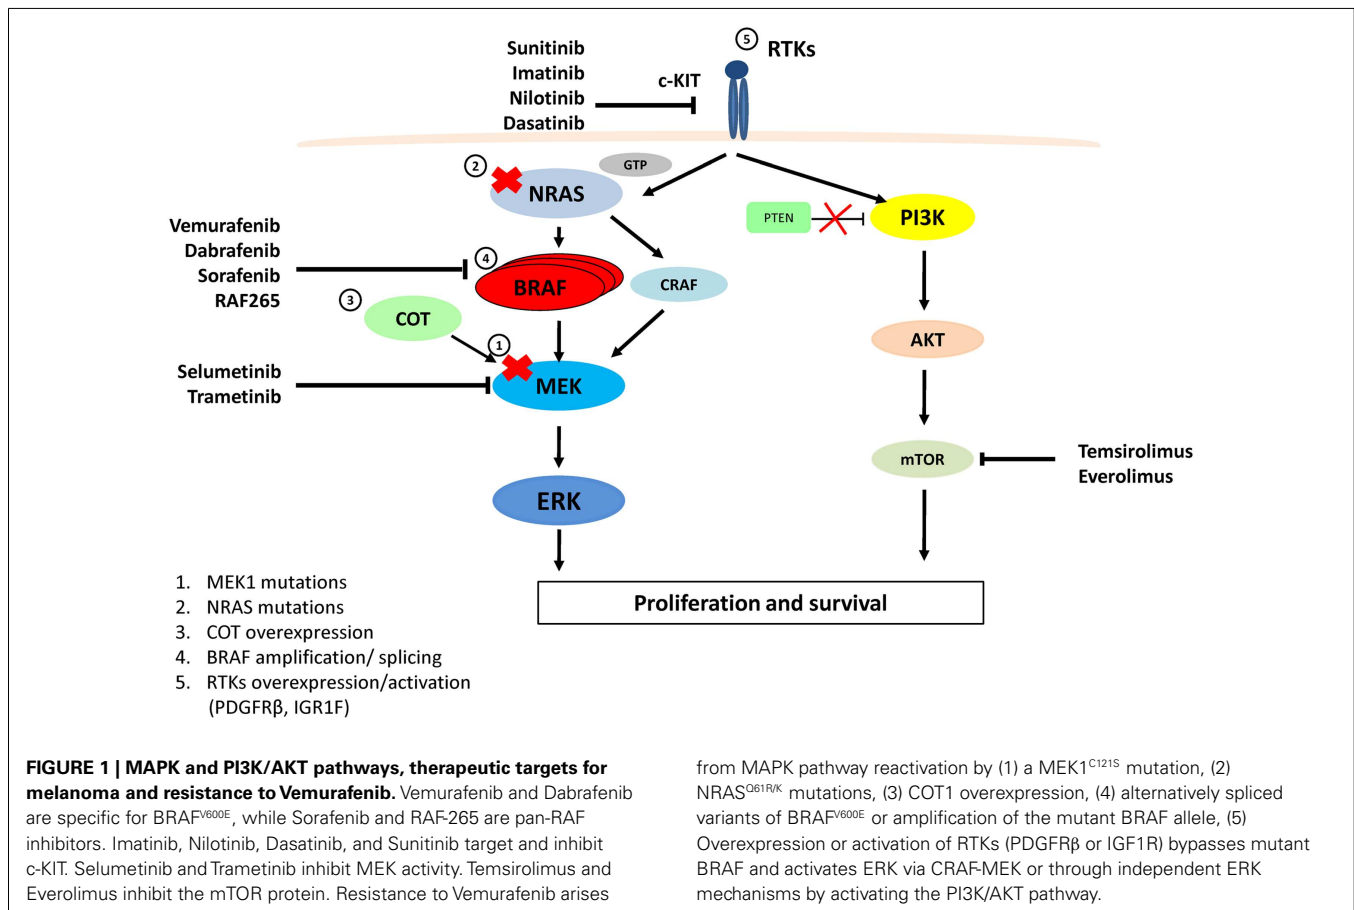 5 RTKs
Sunitinib
Imatinib
Nilotinib
Dasatinib
c-KIT
2
GTP
NRAS
PTEN
PI3K
Vemurafenib
Dabrafenib
Sorafenib
RAF265
4
BRAF
CRAF
3
COT
AKT
1
MEK
Selumetinib
Trametinib
mTOR
Temsirolimus
Everolimus
ERK
Proliferation and survival
1. MEK1 mutations
2. NRAS mutations
3. COT overexpression
4. BRAF amplification/ splicing
5. RTKs overexpression/activation
(PDGFRβ, IGR1F)
FIGURE 1 | MAPK and PI3K/AKT pathways, therapeutic targets for
melanoma and resistance to Vemurafenib. Vemurafenib and Dabrafenib
are specific for BRAFV600E, while Sorafenib and RAF-265 are pan-RAF
inhibitors. Imatinib, Nilotinib, Dasatinib, and Sunitinib target and inhibit
c-KIT. Selumetinib and Trametinib inhibit MEK activity. Temsirolimus and
Everolimus inhibit the mTOR protein. Resistance to Vemurafenib arises
from MAPK pathway reactivation by (1) a MEK1C121S mutation, (2)
NRASQ61R/K mutations, (3) COT1 overexpression, (4) alternatively spliced
variants of BRAFV600E or amplification of the mutant BRAF allele, (5)
Overexpression or activation of RTKs (PDGFRβ or IGF1R) bypasses mutant
BRAF and activates ERK via CRAF-MEK or through independent ERK
mechanisms by activating the PI3K/AKT pathway.